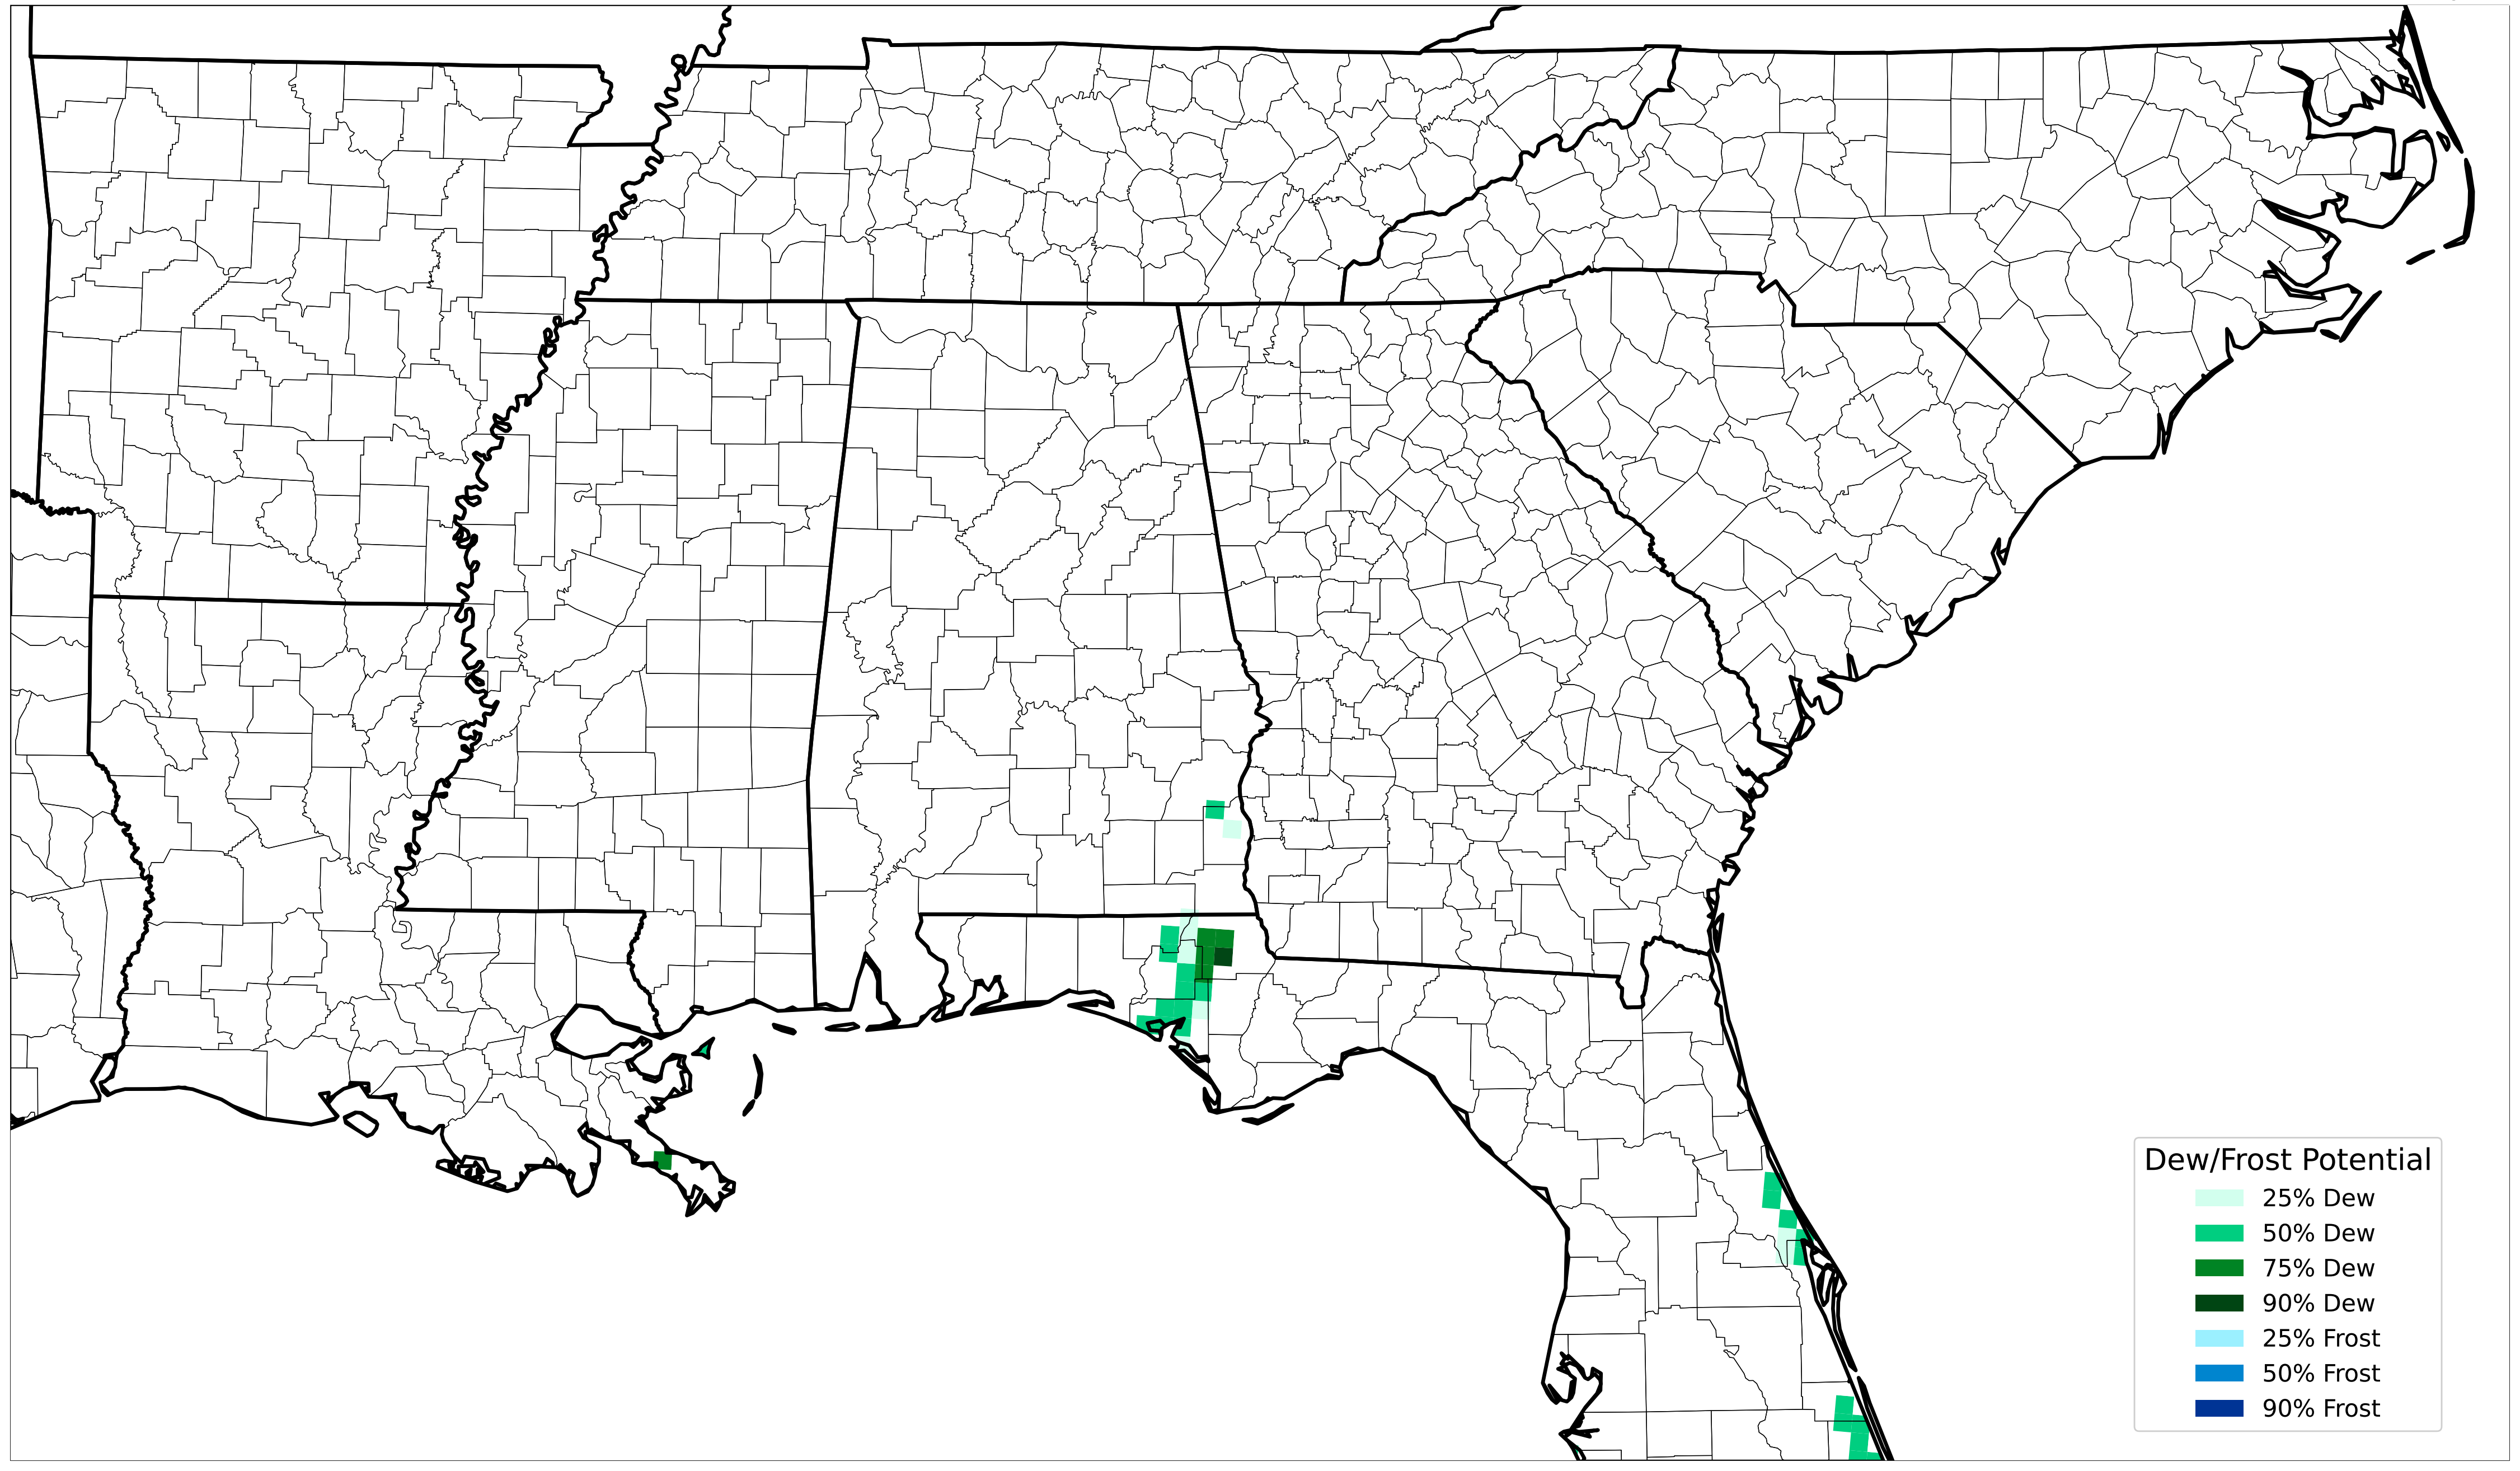 Dew/Frost Potential
25% Dew
50% Dew
75% Dew
90% Dew
25% Frost
50% Frost
90% Frost